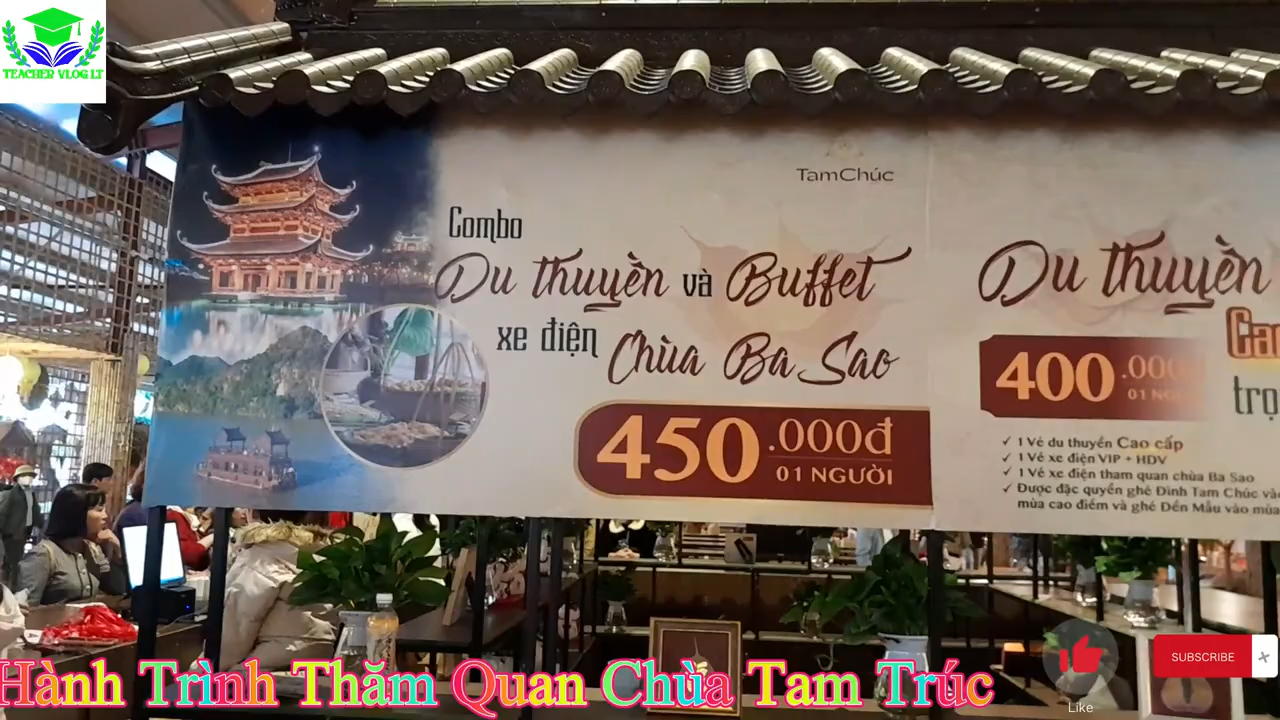 TEACHER VLOG LT
TamChúc
Combo
Du thuyền và Buffet
xe điện Chùa Ba Sao
450.000đ
01 NGƯỜI
Du thuyền
400
✓ 1 Vé du thuyền Cao cấp
✓ 1 Vé xe điện VIP + HDV
✓ 1 Vé xe điện tham quan chùa Ba Sao
✓ Được đặc quyền ghé Đình Tam Chúc
mùa cao điểm và ghé Đền Mẫu vào mùa
Hành Trình Thăm Quan Chùa Tam Trúc
Like
SUBSCRIBE